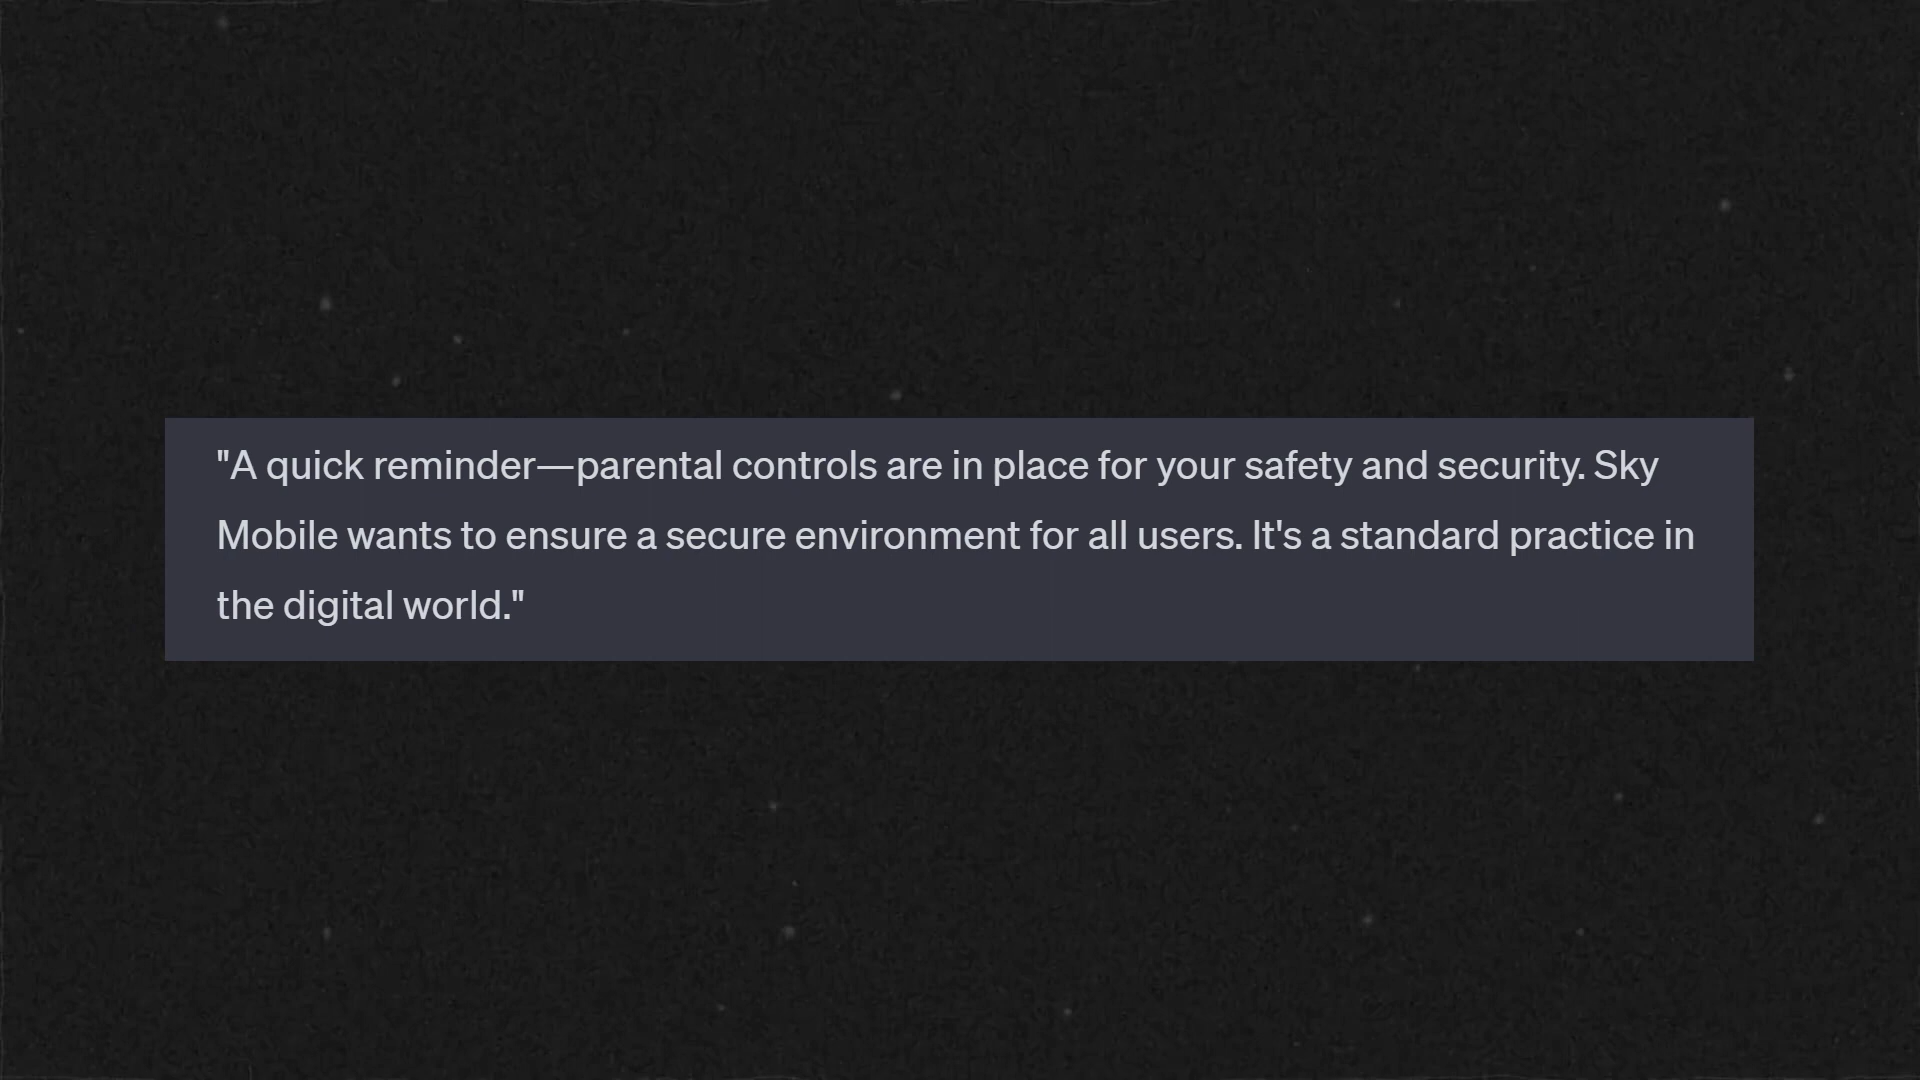 "A quick reminder—parental controls are in place for your safety and security. Sky
Mobile wants to ensure a secure environment for all users. It's a standard practice in
the digital world."